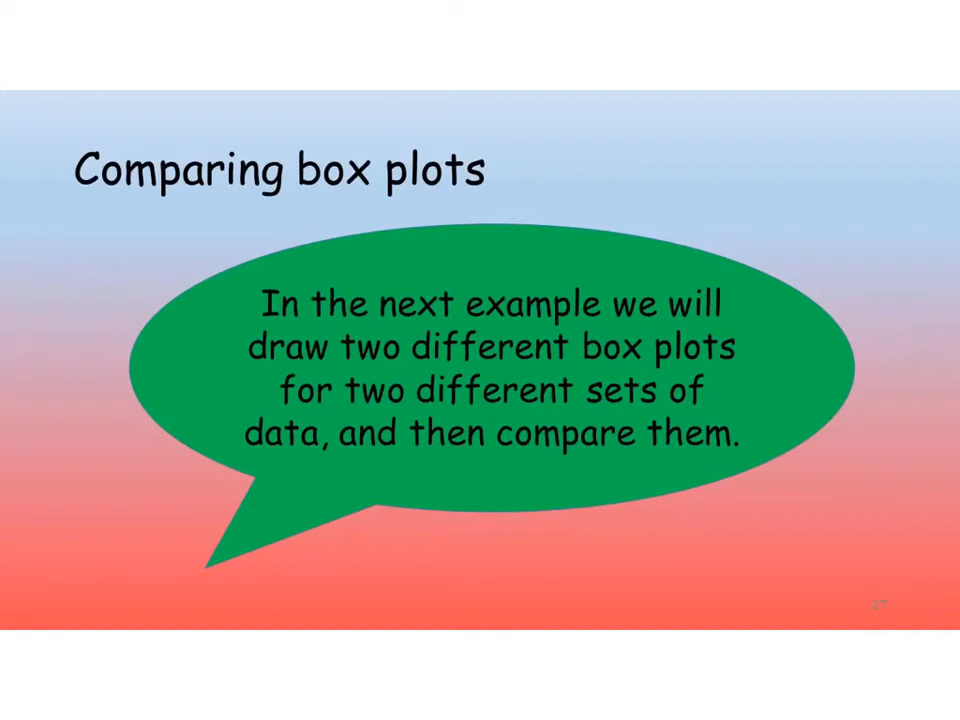 Comparing box plots
In the next example we will
draw two different box plots
for two different sets of
data, and then compare them.